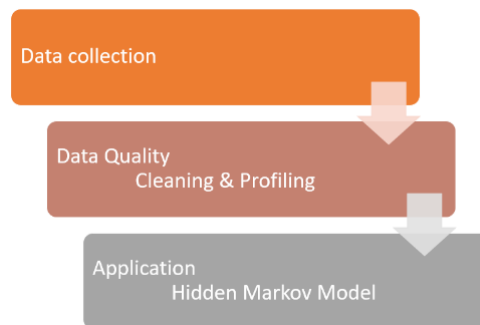 Data collection
Data Quality
Cleaning & Profiling
Application
Hidden Markov Model